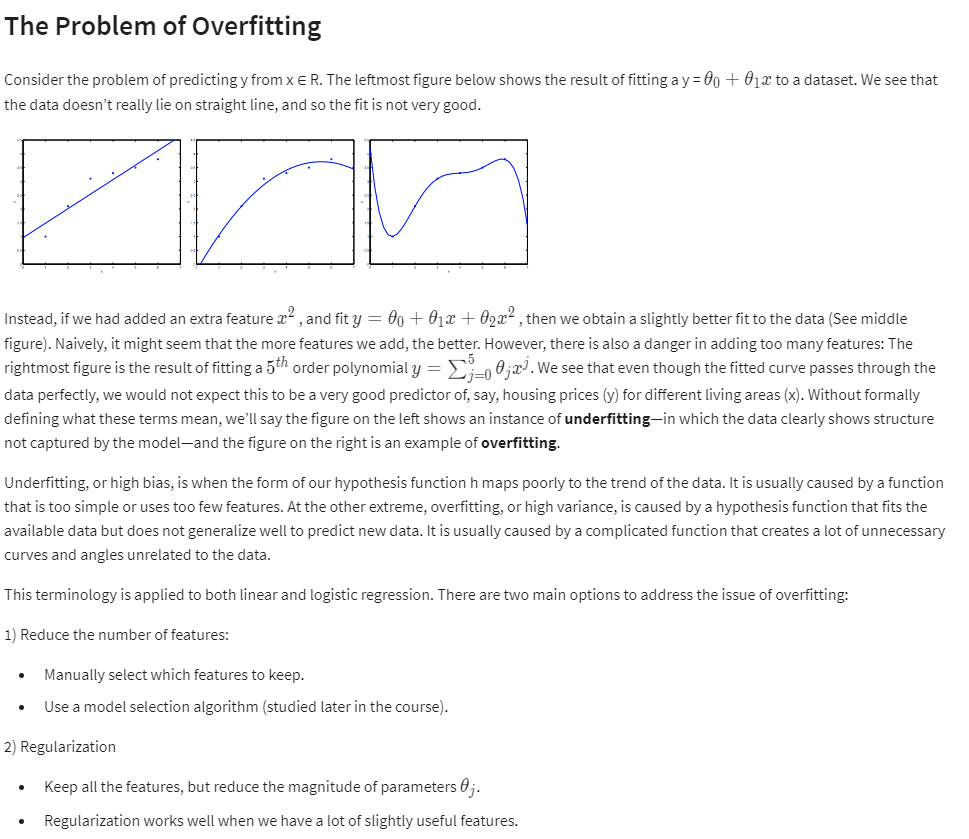 The Problem of Overfitting
Consider the problem of predicting y from x ∈ R. The leftmost figure below shows the result of fitting a y = θ₀ + θ₁x to a dataset. We see that
the data doesn’t really lie on straight line, and so the fit is not very good.
Instead, if we had added an extra feature x², and fit y = θ₀ + θ₁x + θ₂x², then we obtain a slightly better fit to the data (See middle
figure). Naively, it might seem that the more features we add, the better. However, there is also a danger in adding too many features: The
rightmost figure is the result of fitting a 5ᵗʰ order polynomial y = ∑⁵ⱼ₌₀ θⱼxʲ. We see that even though the fitted curve passes through the
data perfectly, we would not expect this to be a very good predictor of, say, housing prices (y) for different living areas (x). Without formally
defining what these terms mean, we’ll say the figure on the left shows an instance of underfitting—in which the data clearly shows structure
not captured by the model—and the figure on the right is an example of overfitting.
Underfitting, or high bias, is when the form of our hypothesis function h maps poorly to the trend of the data. It is usually caused by a function
that is too simple or uses too few features. At the other extreme, overfitting, or high variance, is caused by a hypothesis function that fits the
available data but does not generalize well to predict new data. It is usually caused by a complicated function that creates a lot of unnecessary
curves and angles unrelated to the data.
This terminology is applied to both linear and logistic regression. There are two main options to address the issue of overfitting:
1) Reduce the number of features:
• Manually select which features to keep.
• Use a model selection algorithm (studied later in the course).
2) Regularization
• Keep all the features, but reduce the magnitude of parameters θⱼ.
• Regularization works well when we have a lot of slightly useful features.